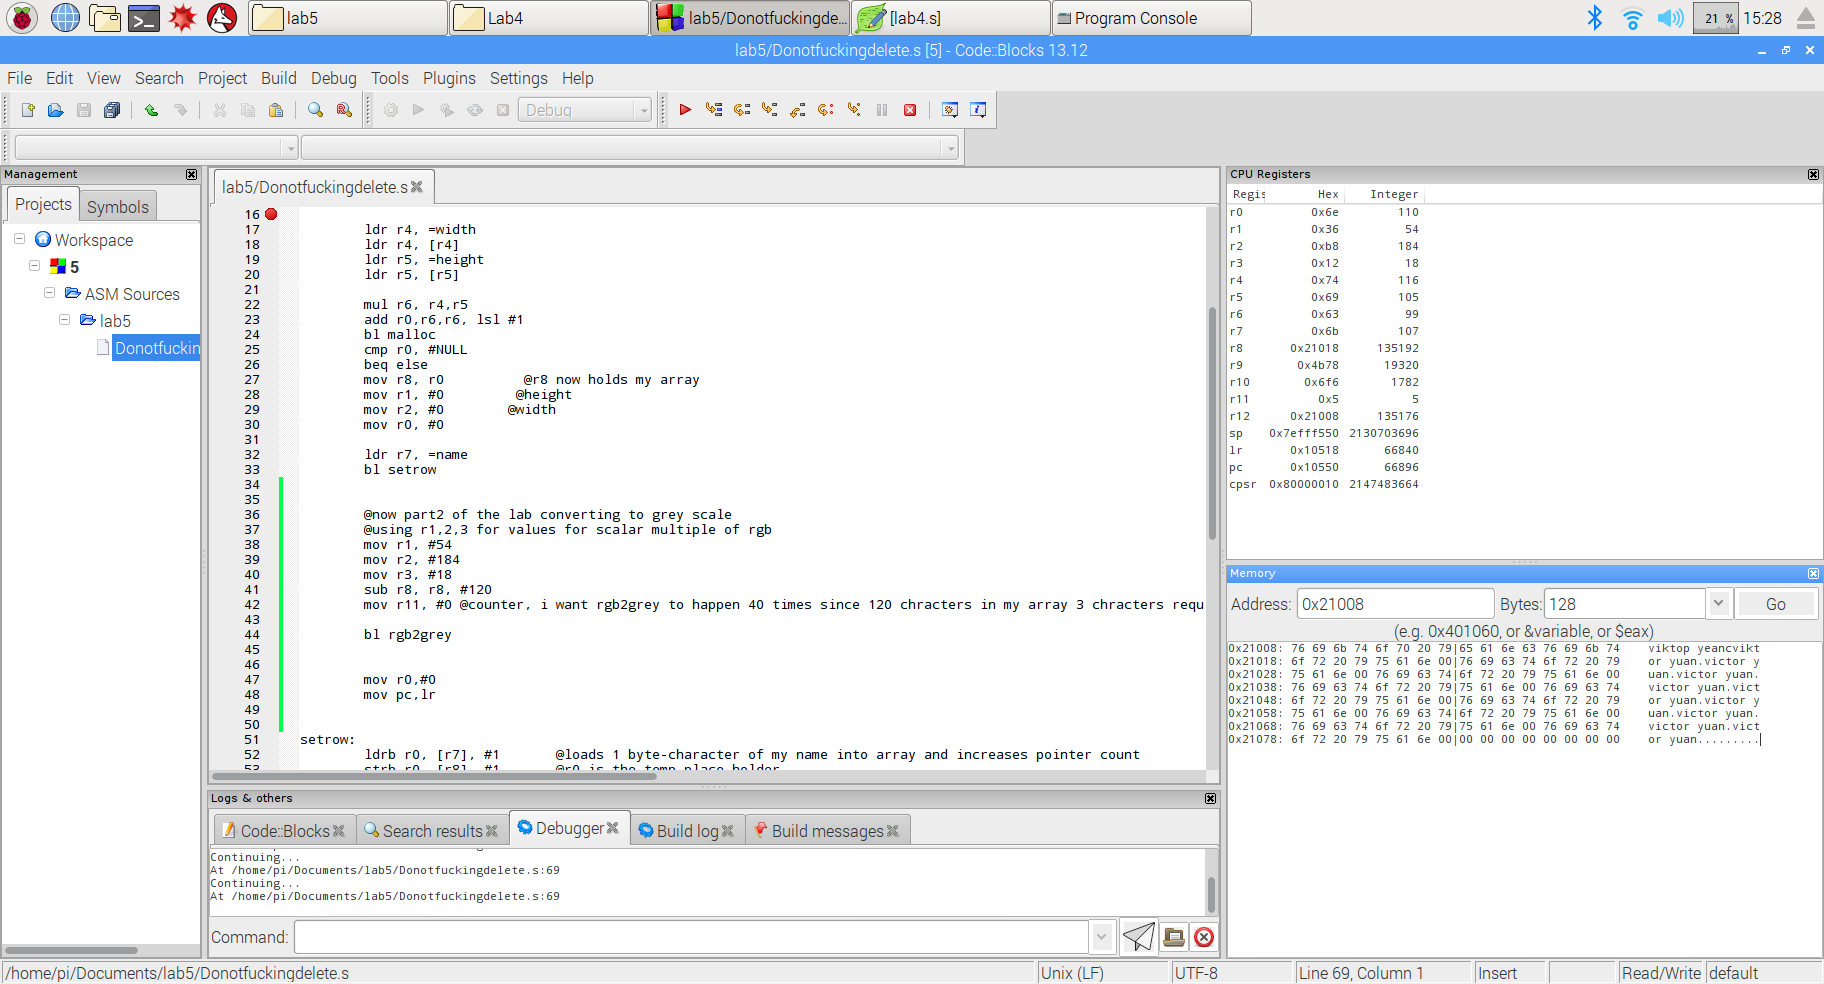 lab5
Lab4
lab5/Donotfuckingde...
[lab4.s]
Program Console
21 %
15:28
lab5/Donotfuckingdelete.s [5] - Code::Blocks 13.12
File Edit View Search Project Build Debug Tools Plugins Settings Help
Debug
Management
Projects
Symbols
Workspace
5
ASM Sources
lab5
Donotfuckin
lab5/Donotfuckingdelete.s
16
17 ldr r4, =width
18 ldr r4, [r4]
19 ldr r5, =height
20 ldr r5, [r5]
21
22 mul r6, r4,r5
23 add r0,r6,r6, lsl #1
24 bl malloc
25 cmp r0, #NULL
26 beq else
27 mov r8, r0 @r8 now holds my array
28 mov r1, #0 @height
29 mov r2, #0 @width
30 mov r0, #0
31
32 ldr r7, =name
33 bl setrow
34
35
36 @now part2 of the lab converting to grey scale
37 @using r1,2,3 for values for scalar multiple of rgb
38 mov r1, #54
39 mov r2, #184
40 mov r3, #18
41 sub r8, r8, #120
42 mov r11, #0 @counter, i want rgb2grey to happen 40 times since 120 chracters in my array 3 chracters requ
43
44 bl rgb2grey
45
46
47 mov r0,#0
48 mov pc,lr
49
50
51 setrow:
52 ldrb r0, [r7], #1 @loads 1 byte-character of my name into array and increases pointer count
53 strb r0, [r8], #1 @r0 is the temp place holder
CPU Registers
Regis Hex Integer
r0 0x6e 110
r1 0x36 54
r2 0xb8 184
r3 0x12 18
r4 0x74 116
r5 0x69 105
r6 0x63 99
r7 0x6b 107
r8 0x21018 135192
r9 0x4b78 19320
r10 0x6f6 1782
r11 0x5 5
r12 0x21008 135176
sp 0x7efff550 2130703696
lr 0x10518 66840
pc 0x10550 66896
cpsr 0x80000010 2147483664
Memory
Address: 0x21008 Bytes: 128 Go
(e.g. 0x401060, or &variable, or $eax)
0x21008: 76 69 6b 74 6f 70 20 79|65 61 6e 63 76 69 6b 74 viktop yeancvikt
0x21018: 6f 72 20 79 75 61 6e 00|76 69 63 74 6f 72 20 79 or yuan.victor y
0x21028: 75 61 6e 00 76 69 63 74|6f 72 20 79 75 61 6e 00 uan.victor yuan.
0x21038: 76 69 63 74 6f 72 20 79|75 61 6e 00 76 69 63 74 victor yuan.vict
0x21048: 6f 72 20 79 75 61 6e 00|76 69 63 74 6f 72 20 79 or yuan.victor y
0x21058: 75 61 6e 00 76 69 63 74|6f 72 20 79 75 61 6e 00 uan.victor yuan.
0x21068: 76 69 63 74 6f 72 20 79|75 61 6e 00 76 69 63 74 victor yuan.vict
0x21078: 6f 72 20 79 75 61 6e 00|00 00 00 00 00 00 00 00 or yuan.........
Logs & others
Code::Blocks
Search results
Debugger
Build log
Build messages
Continuing...
At /home/pi/Documents/lab5/Donotfuckingdelete.s:69
Continuing...
At /home/pi/Documents/lab5/Donotfuckingdelete.s:69
Command:
/home/pi/Documents/lab5/Donotfuckingdelete.s
Unix (LF)
UTF-8
Line 69, Column 1
Insert
Read/Write
default